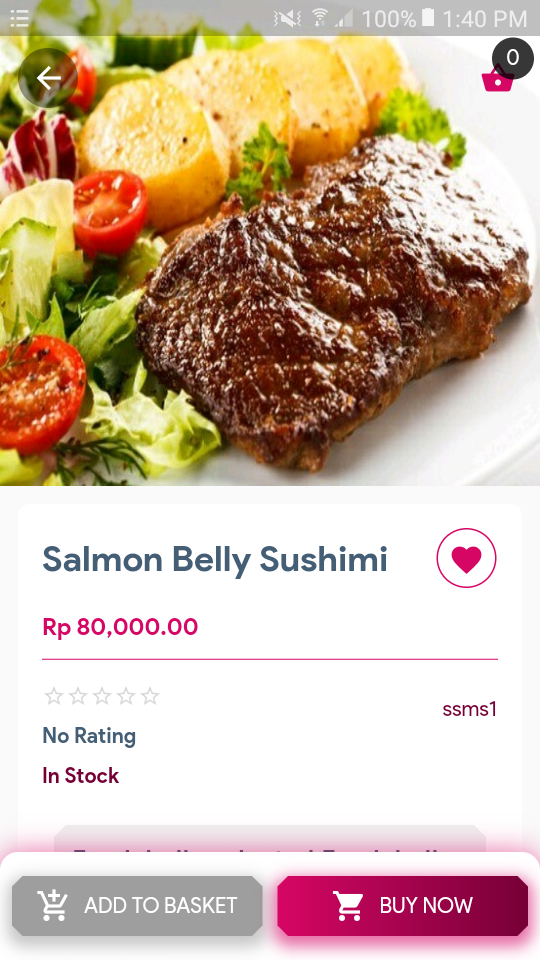 100% 1:40 PM
0
Salmon Belly Sushimi
Rp 80,000.00
ssms1
No Rating
In Stock
ADD TO BASKET
BUY NOW